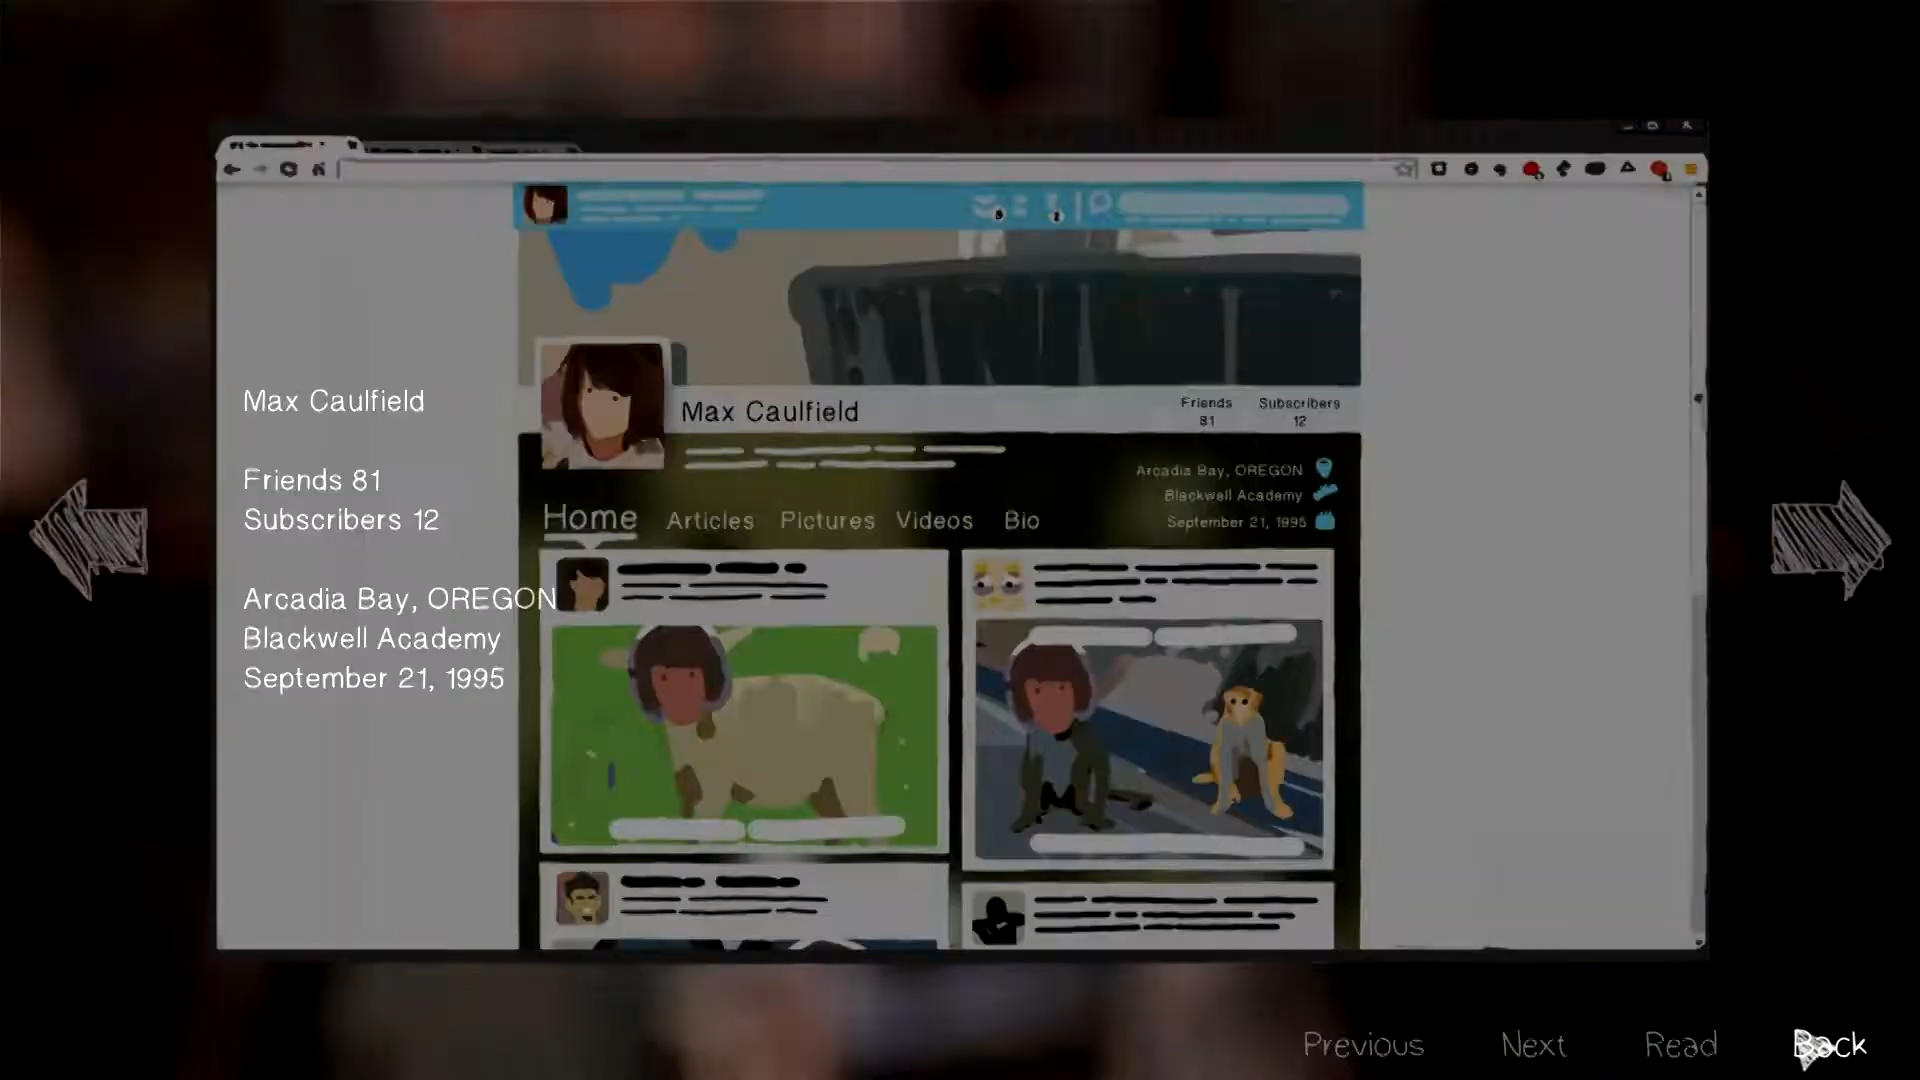 Max Caulfield
Friends 81
Subscribers 12
Arcadia Bay, OREGON
Blackwell Academy
September 21, 1995
Max Caulfield
Friends
81
Subscribers
12
Arcadia Bay, OREGON
Blackwell Academy
September 21, 1995
Home Articles Pictures Videos Bio
Previous Next Read Back